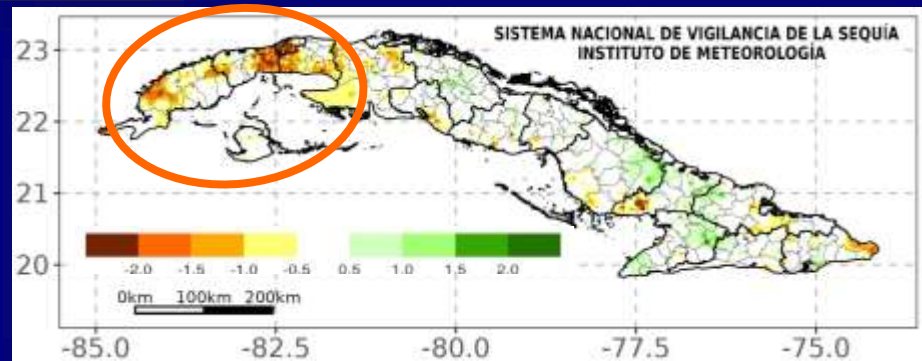 SISTEMA NACIONAL DE VIGILANCIA DE LA SEQUÍA
INSTITUTO DE METEOROLOGÍA
23
22
21
20
-2.0 -1.5 -1.0 -0.5 0.5 1.0 1.5 2.0
0km 100km 200km
-85.0 -82.5 -80.0 -77.5 -75.0